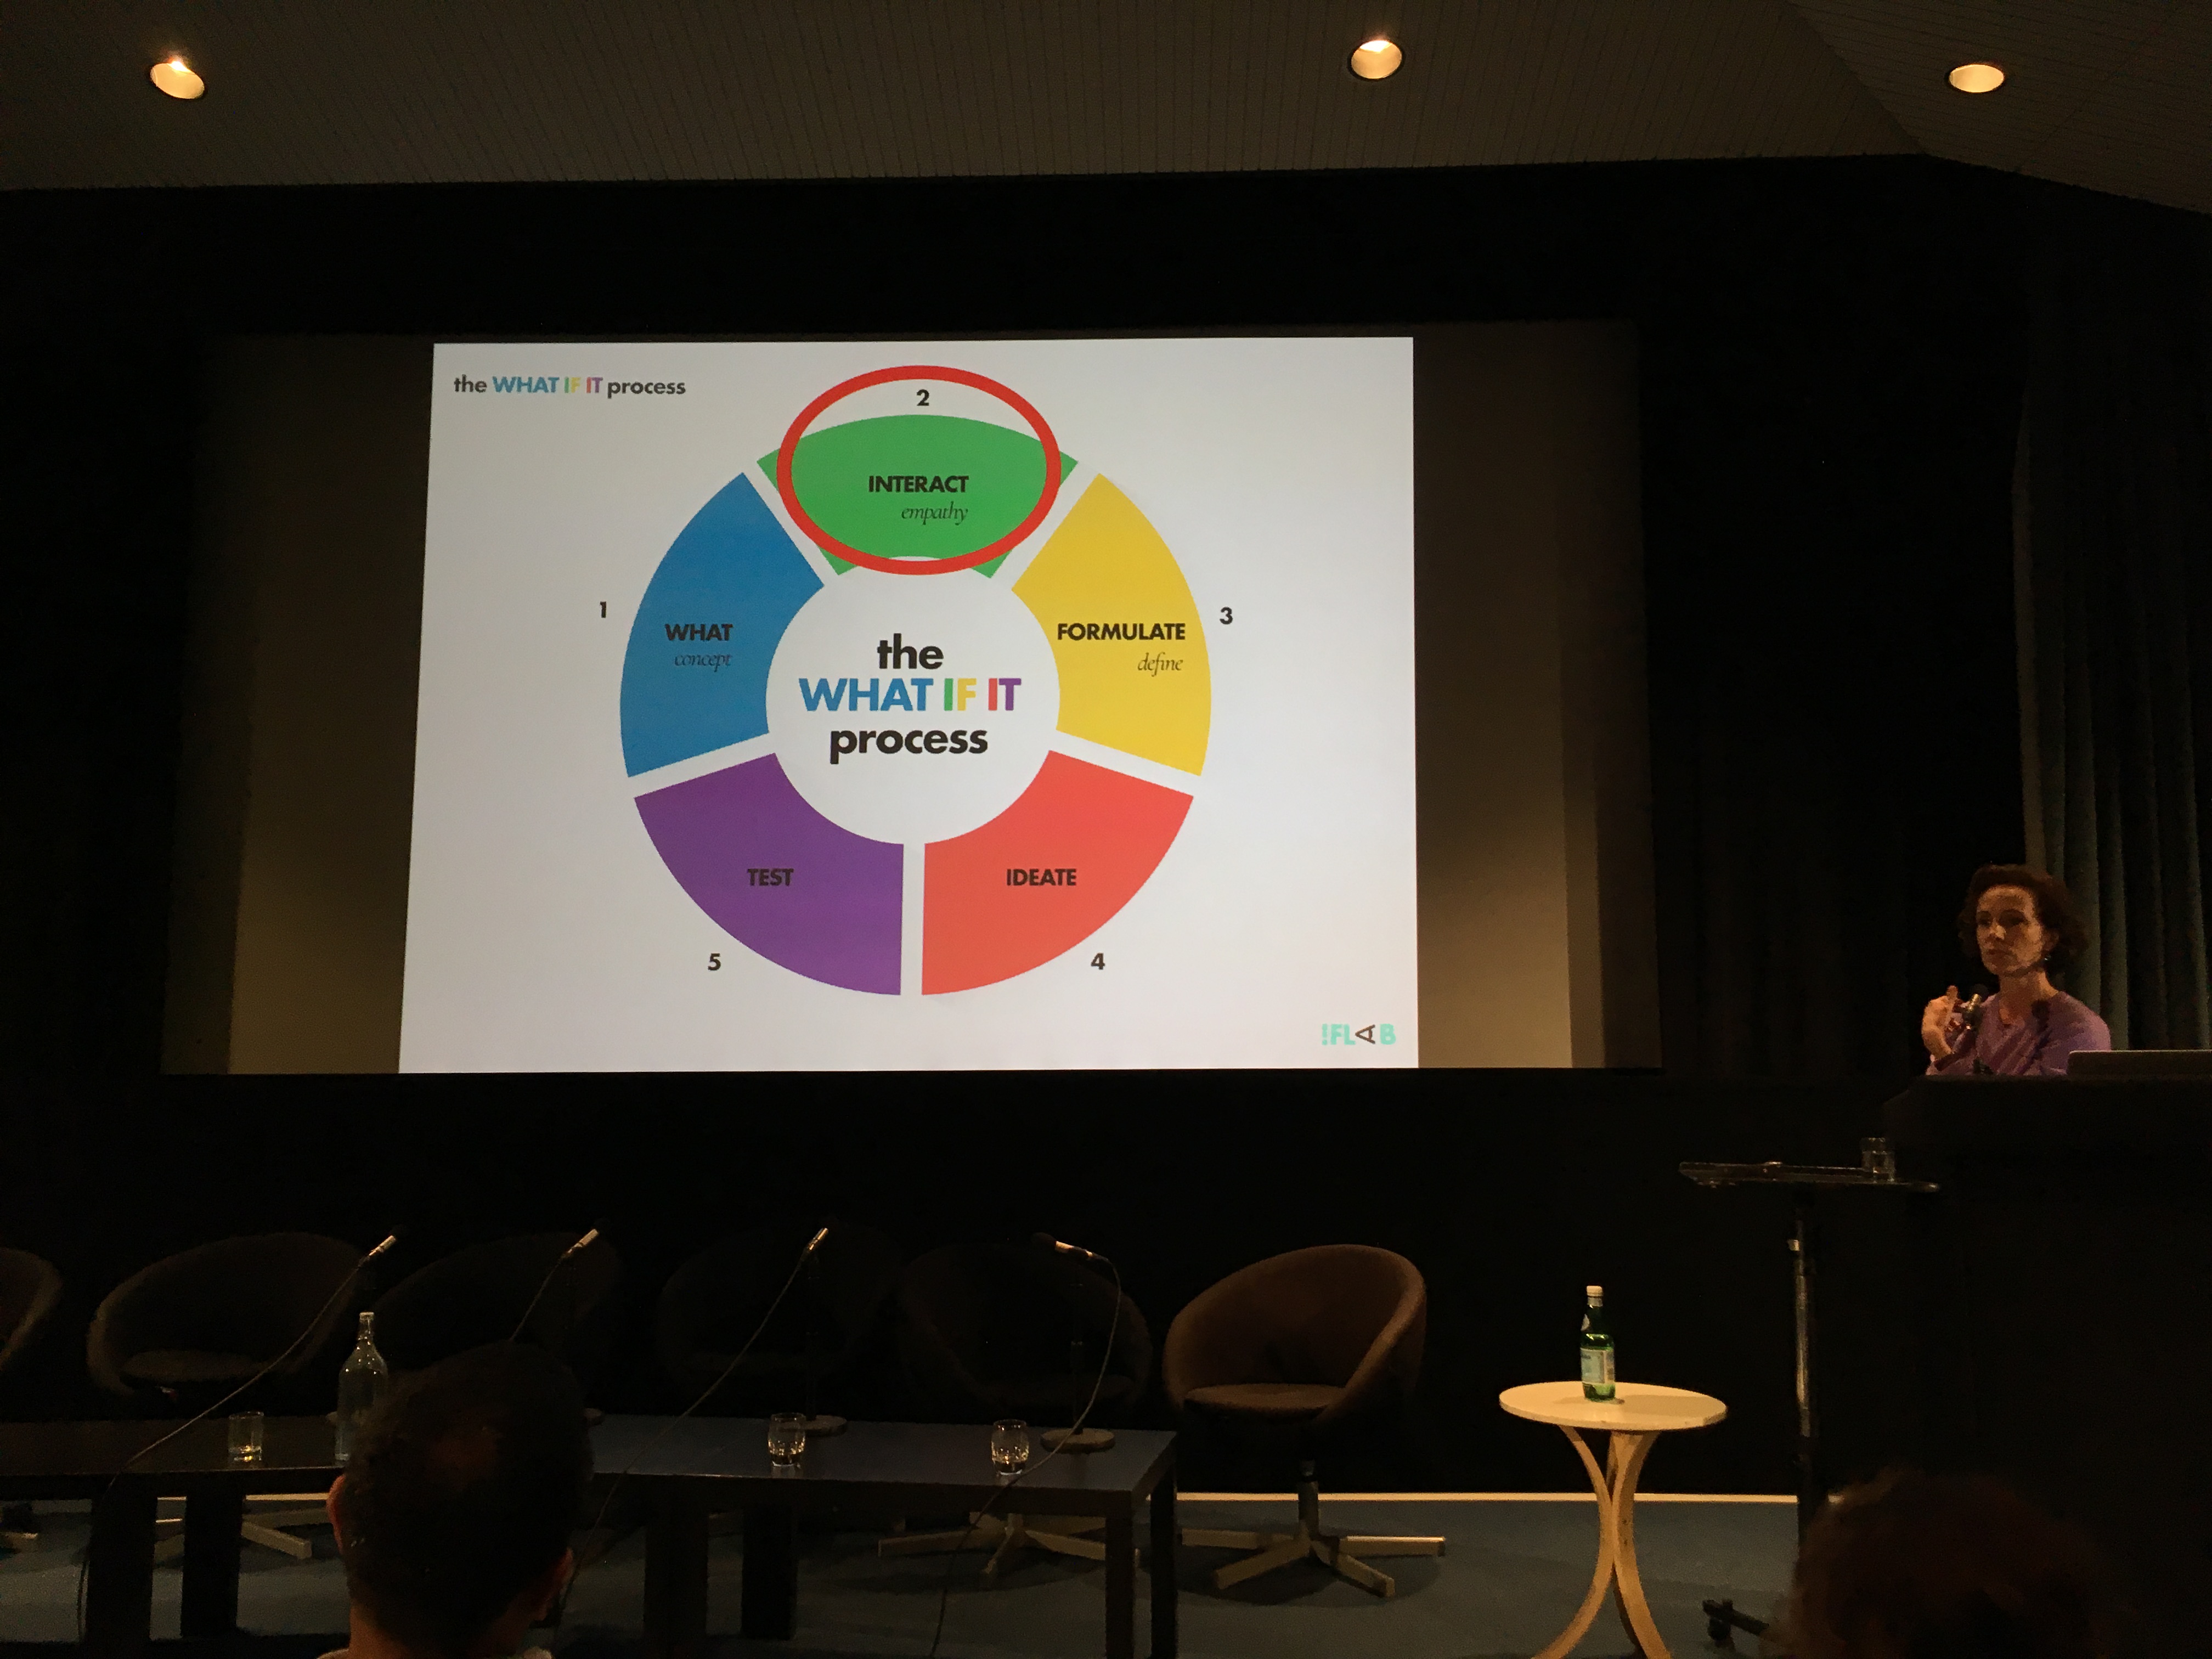 the WHAT IF IT process
2
INTERACT
empathy
1
WHAT
concept
FORMULATE
define
3
the
WHAT IF IT
process
TEST
IDEATE
5
4
!FLAB